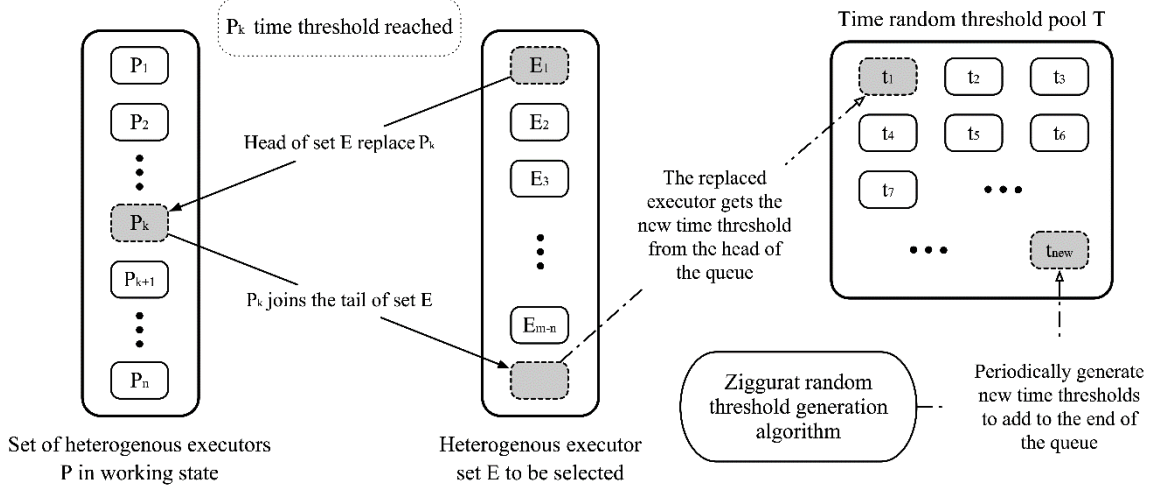 Pk time threshold reached
P1
P2
Pk
Pk+1
Pn
Set of heterogenous executors
P in working state
Head of set E replace Pk
Pk joins the tail of set E
E1
E2
E3
Em-n
Heterogenous executor
set E to be selected
The replaced
executor gets the
new time threshold
from the head of
the queue
Time random threshold pool T
t1 t2 t3
t4 t5 t6
t7
tnew
Ziggurat random
threshold generation
algorithm
Periodically generate
new time thresholds
to add to the end of
the queue